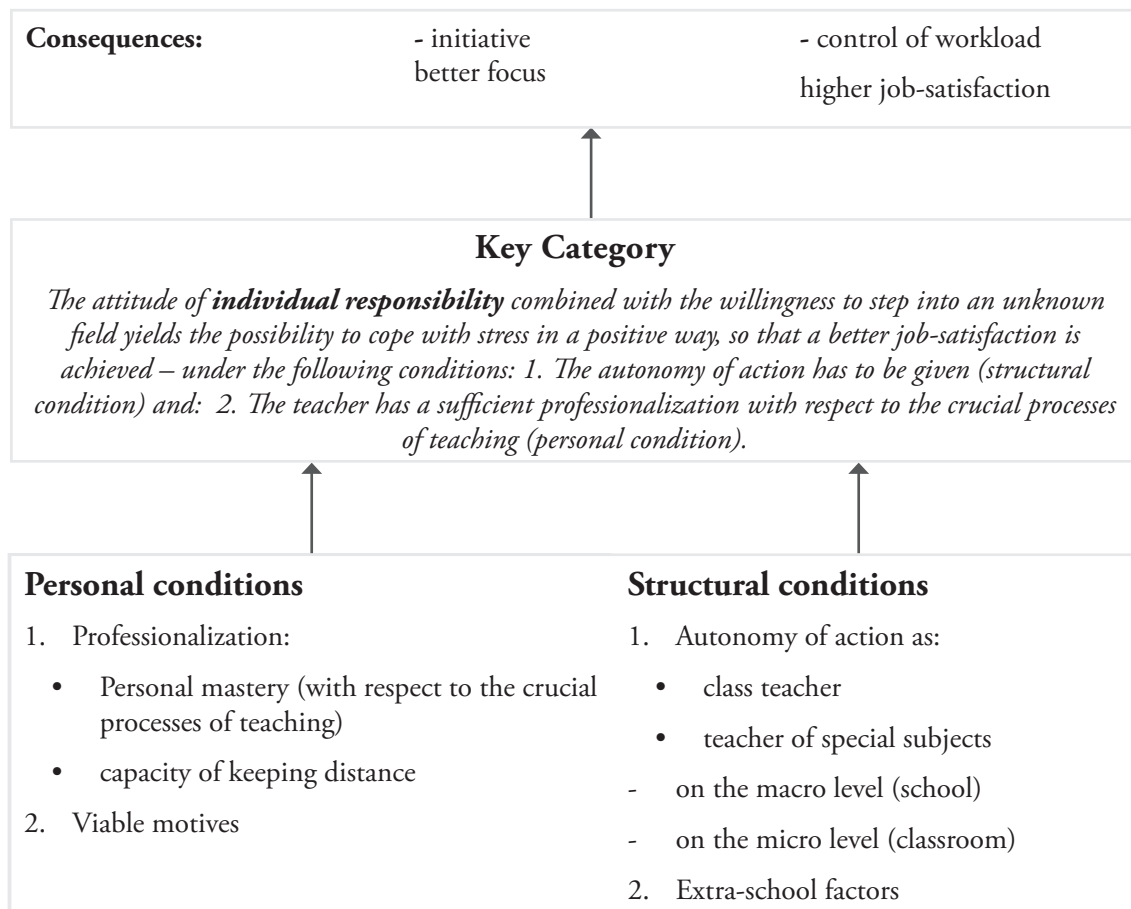 Consequences:
- initiative
better focus
- control of workload
higher job-satisfaction
Key Category
The attitude of individual responsibility combined with the willingness to step into an unknown
field yields the possibility to cope with stress in a positive way, so that a better job-satisfaction is
achieved – under the following conditions: 1. The autonomy of action has to be given (structural
condition) and: 2. The teacher has a sufficient professionalization with respect to the crucial processes
of teaching (personal condition).
Personal conditions
1. Professionalization:
• Personal mastery (with respect to the crucial
processes of teaching)
• capacity of keeping distance
2. Viable motives
Structural conditions
1. Autonomy of action as:
• class teacher
• teacher of special subjects
- on the macro level (school)
- on the micro level (classroom)
2. Extra-school factors